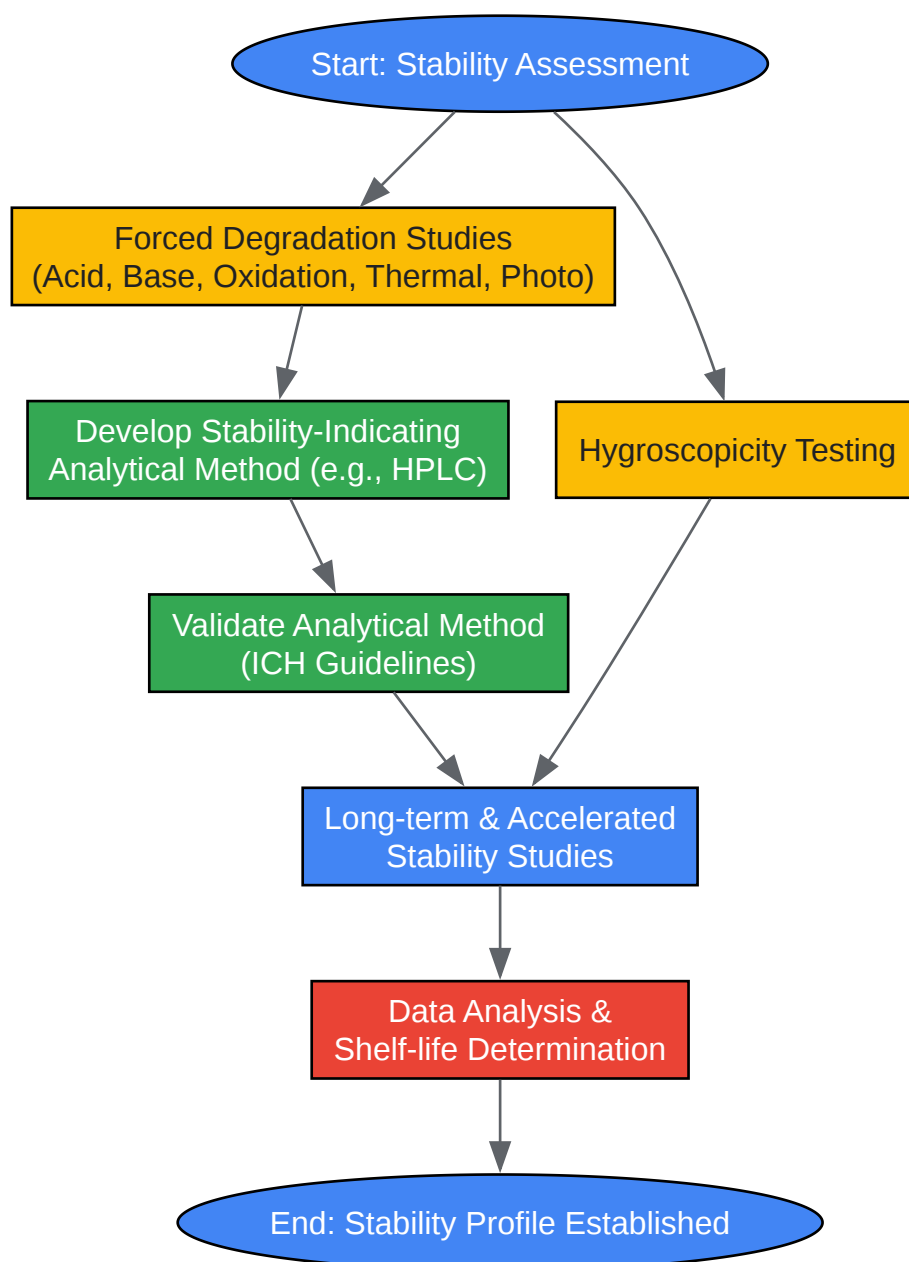 Start: Stability Assessment
Forced Degradation Studies
(Acid, Base, Oxidation, Thermal, Photo)
Develop Stability-Indicating
Analytical Method (e.g., HPLC)
Hygroscopicity Testing
Validate Analytical Method
(ICH Guidelines)
Long-term & Accelerated
Stability Studies
Data Analysis &
Shelf-life Determination
End: Stability Profile Established